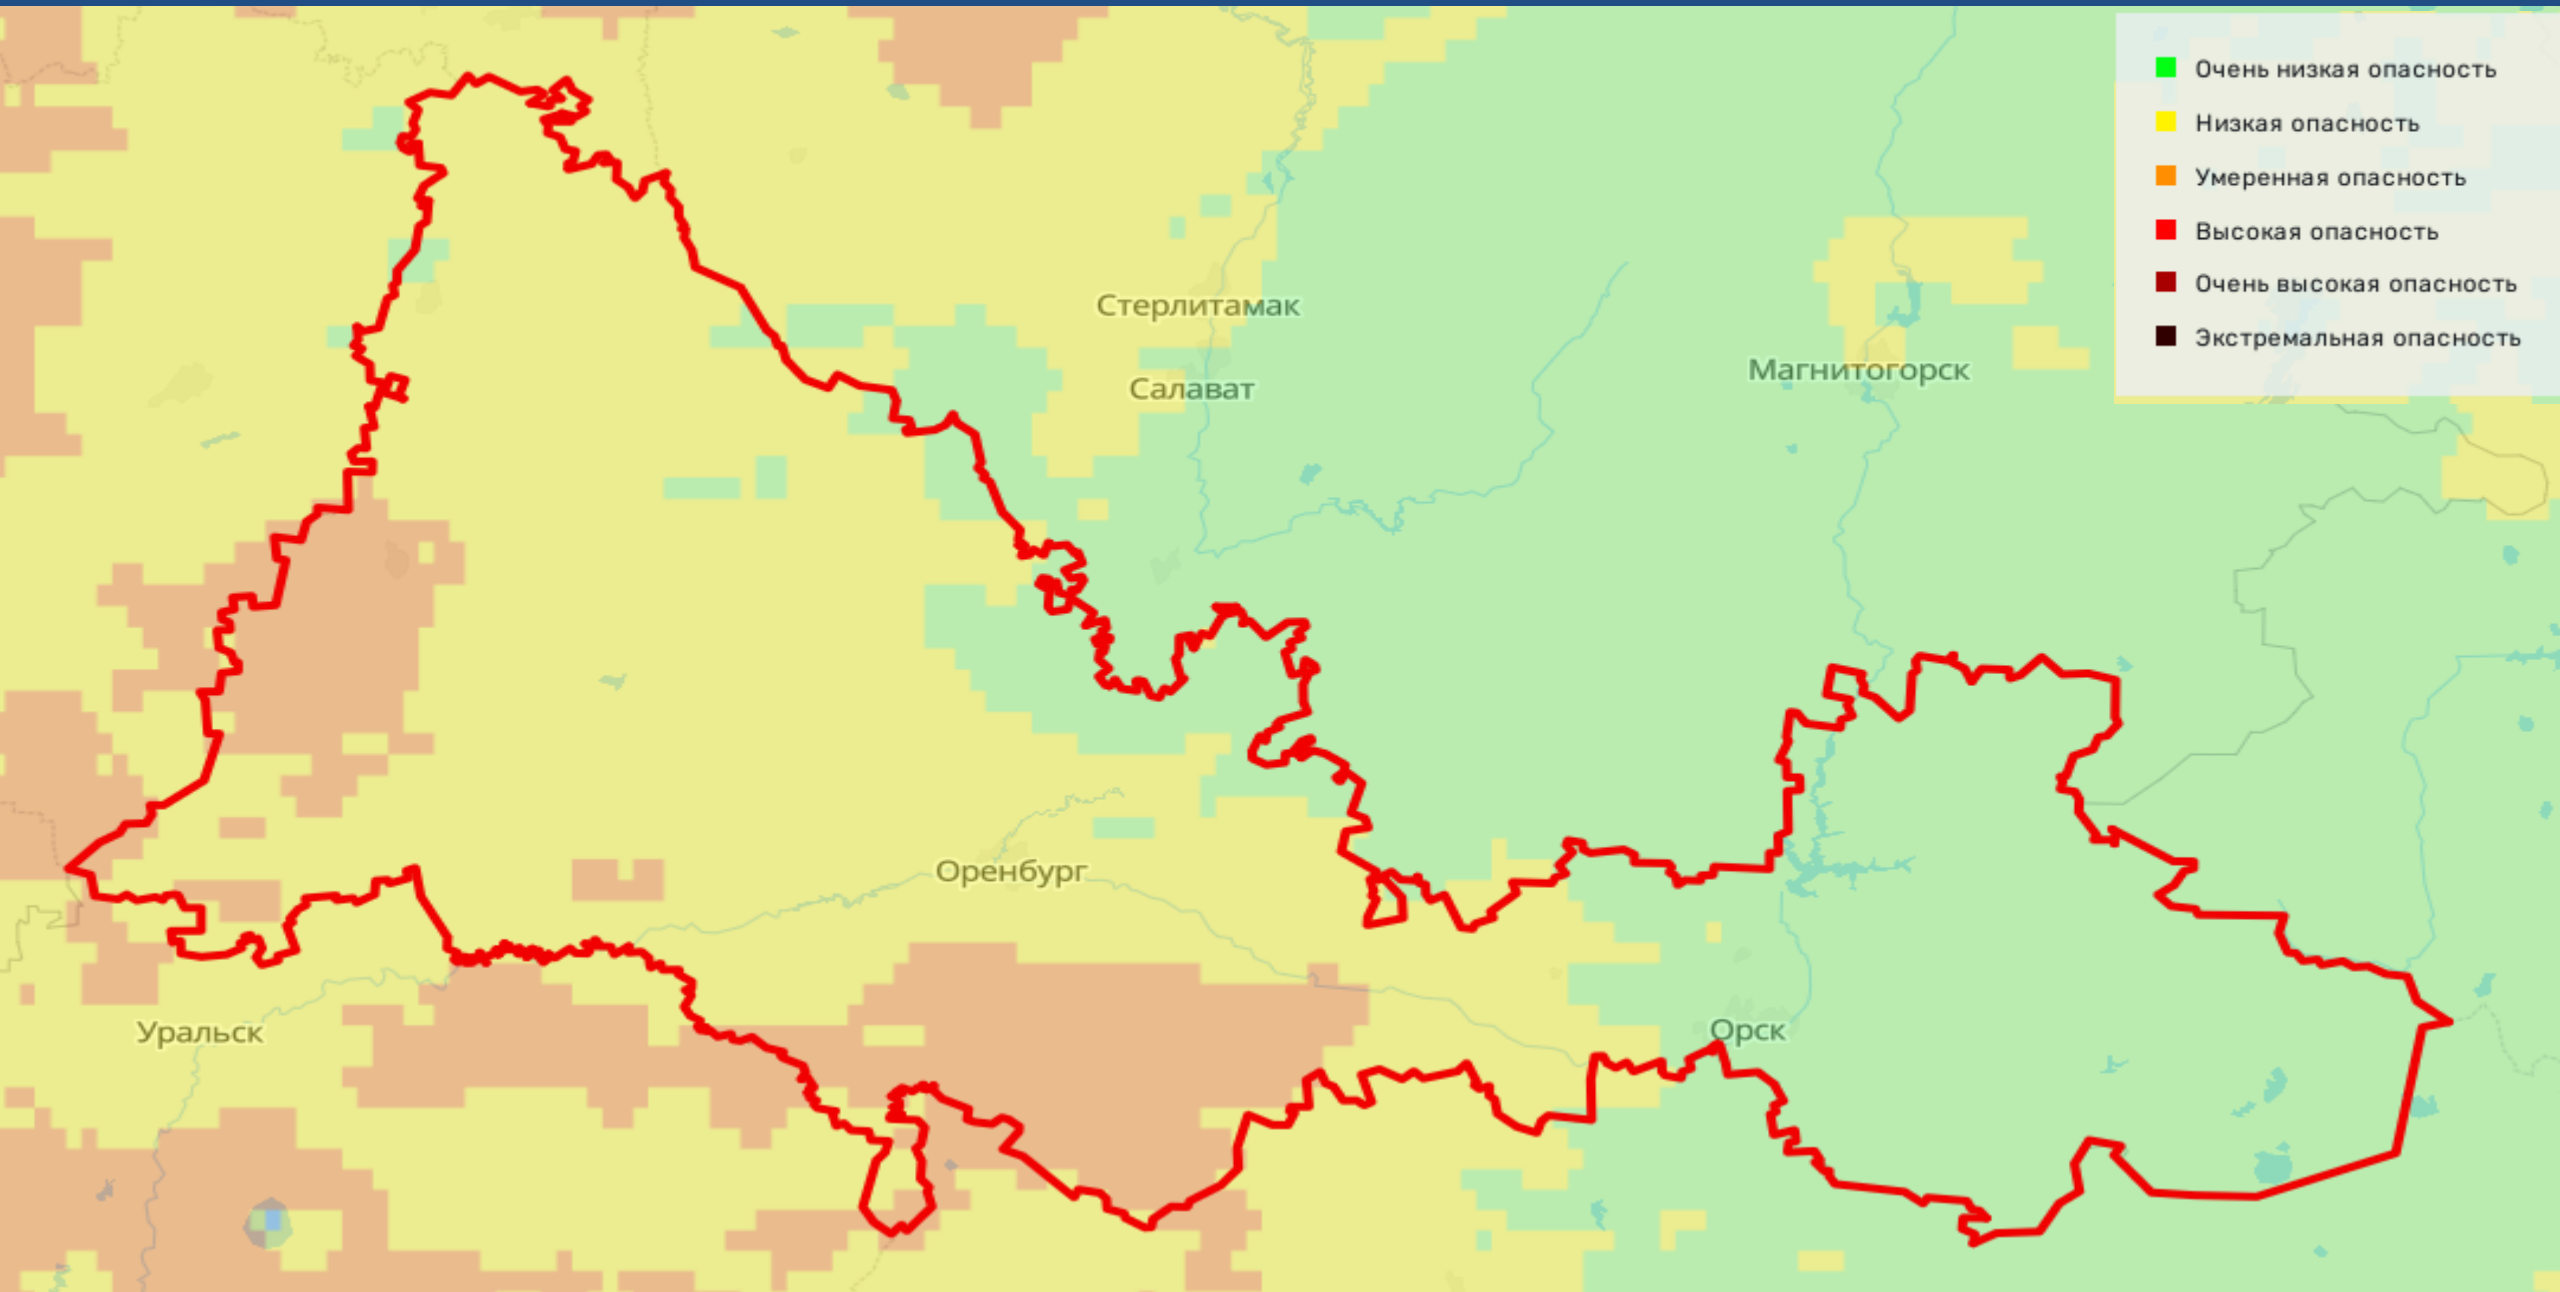 Очень низкая опасность
Низкая опасность
Умеренная опасность
Высокая опасность
Очень высокая опасность
Экстремальная опасность
Стерлитамак
Салават
Магнитогорск
Оренбург
Уральск
Орск